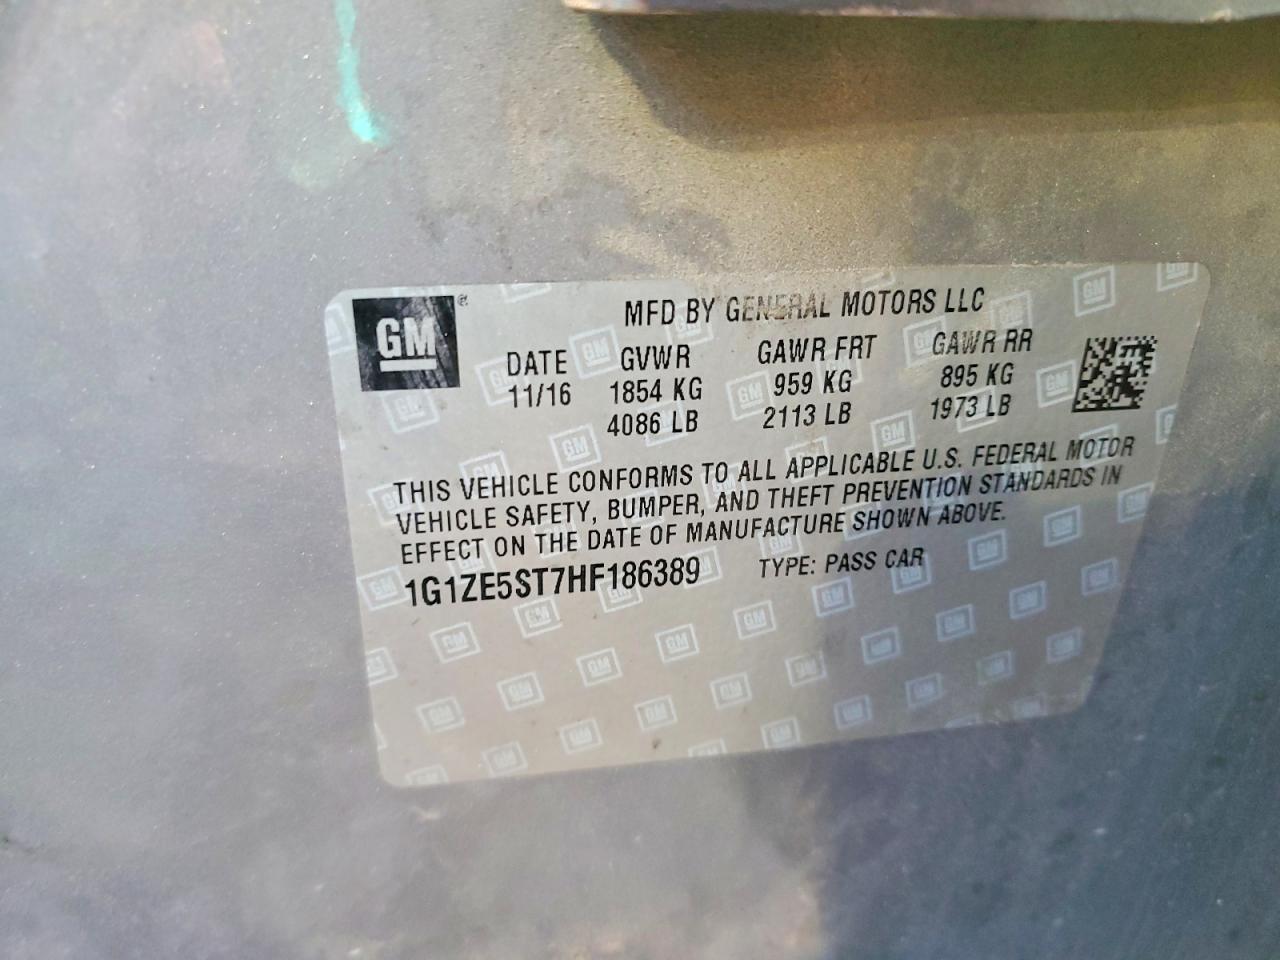 GM®
MFD BY GENERAL MOTORS LLC
DATE GVWR GAWR FRT GAWR RR
11/16 1854 KG 959 KG 895 KG
4086 LB 2113 LB 1973 LB
THIS VEHICLE CONFORMS TO ALL APPLICABLE U.S. FEDERAL MOTOR
VEHICLE SAFETY, BUMPER, AND THEFT PREVENTION STANDARDS IN
EFFECT ON THE DATE OF MANUFACTURE SHOWN ABOVE.
1G1ZE5ST7HF186389 TYPE: PASS CAR